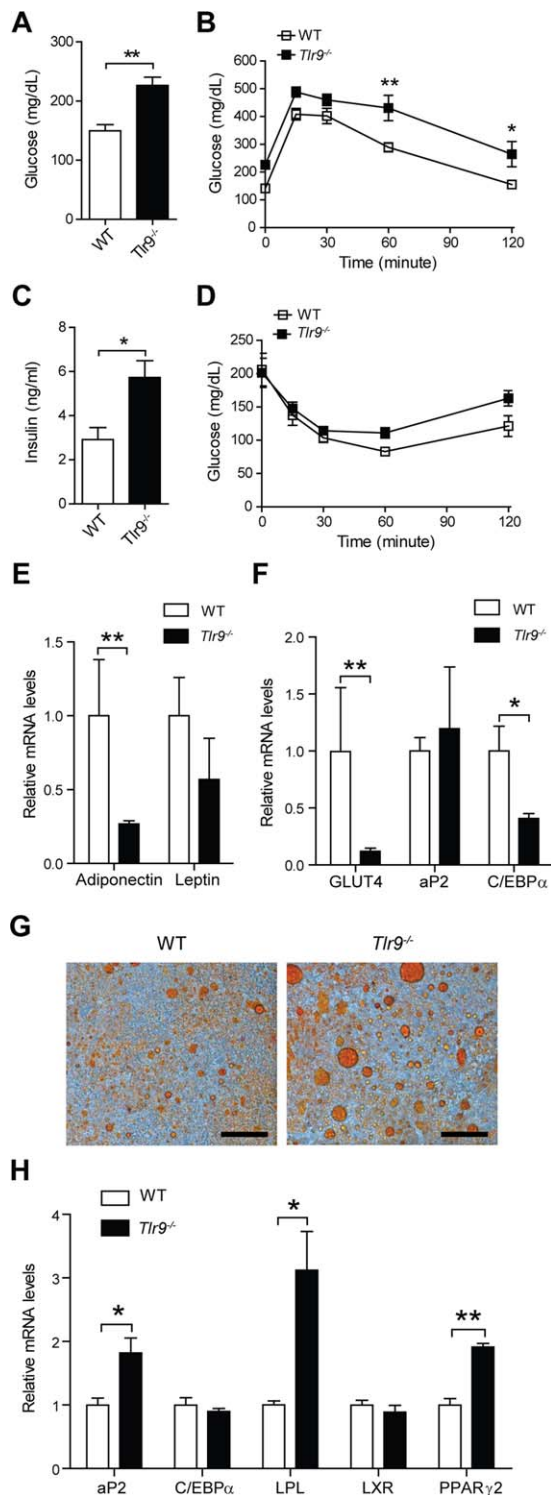 A
Glucose (mg/dL)
300
200
100
0
**
WT
Tlr9-/-
B
WT
Tlr9-/-
Glucose (mg/dL)
600
500
400
300
200
100
0
**
*
0 30 60 90 120
Time (minute)
C
Insulin (ng/ml)
9
6
3
0
*
WT
Tlr9-/-
D
WT
Tlr9-/-
Glucose (mg/dL)
250
200
150
100
50
0
0 30 60 90 120
Time (minute)
E
WT
Tlr9-/-
Relative mRNA levels
1.5
1.0
0.5
0.0
**
Adiponectin Leptin
F
WT
Tlr9-/-
Relative mRNA levels
2.0
1.5
1.0
0.5
0.0
**
*
GLUT4 aP2 C/EBPα
G
WT Tlr9-/-
H
WT
Tlr9-/-
Relative mRNA levels
4
3
2
1
0
*
*
**
aP2 C/EBPα LPL LXR PPARγ2